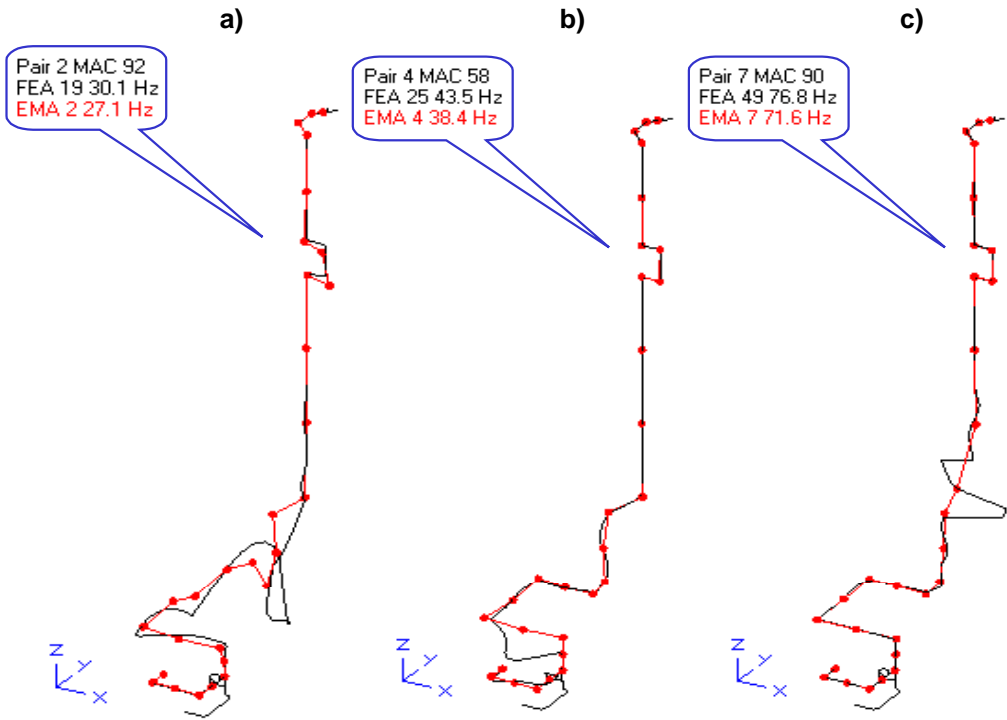 a)
b)
c)
Pair 2 MAC 92
FEA 19 30.1 Hz
EMA 2 27.1 Hz
Pair 4 MAC 58
FEA 25 43.5 Hz
EMA 4 38.4 Hz
Pair 7 MAC 90
FEA 49 76.8 Hz
EMA 7 71.6 Hz
Z
Y
X
Z
Y
X
Z
Y
X